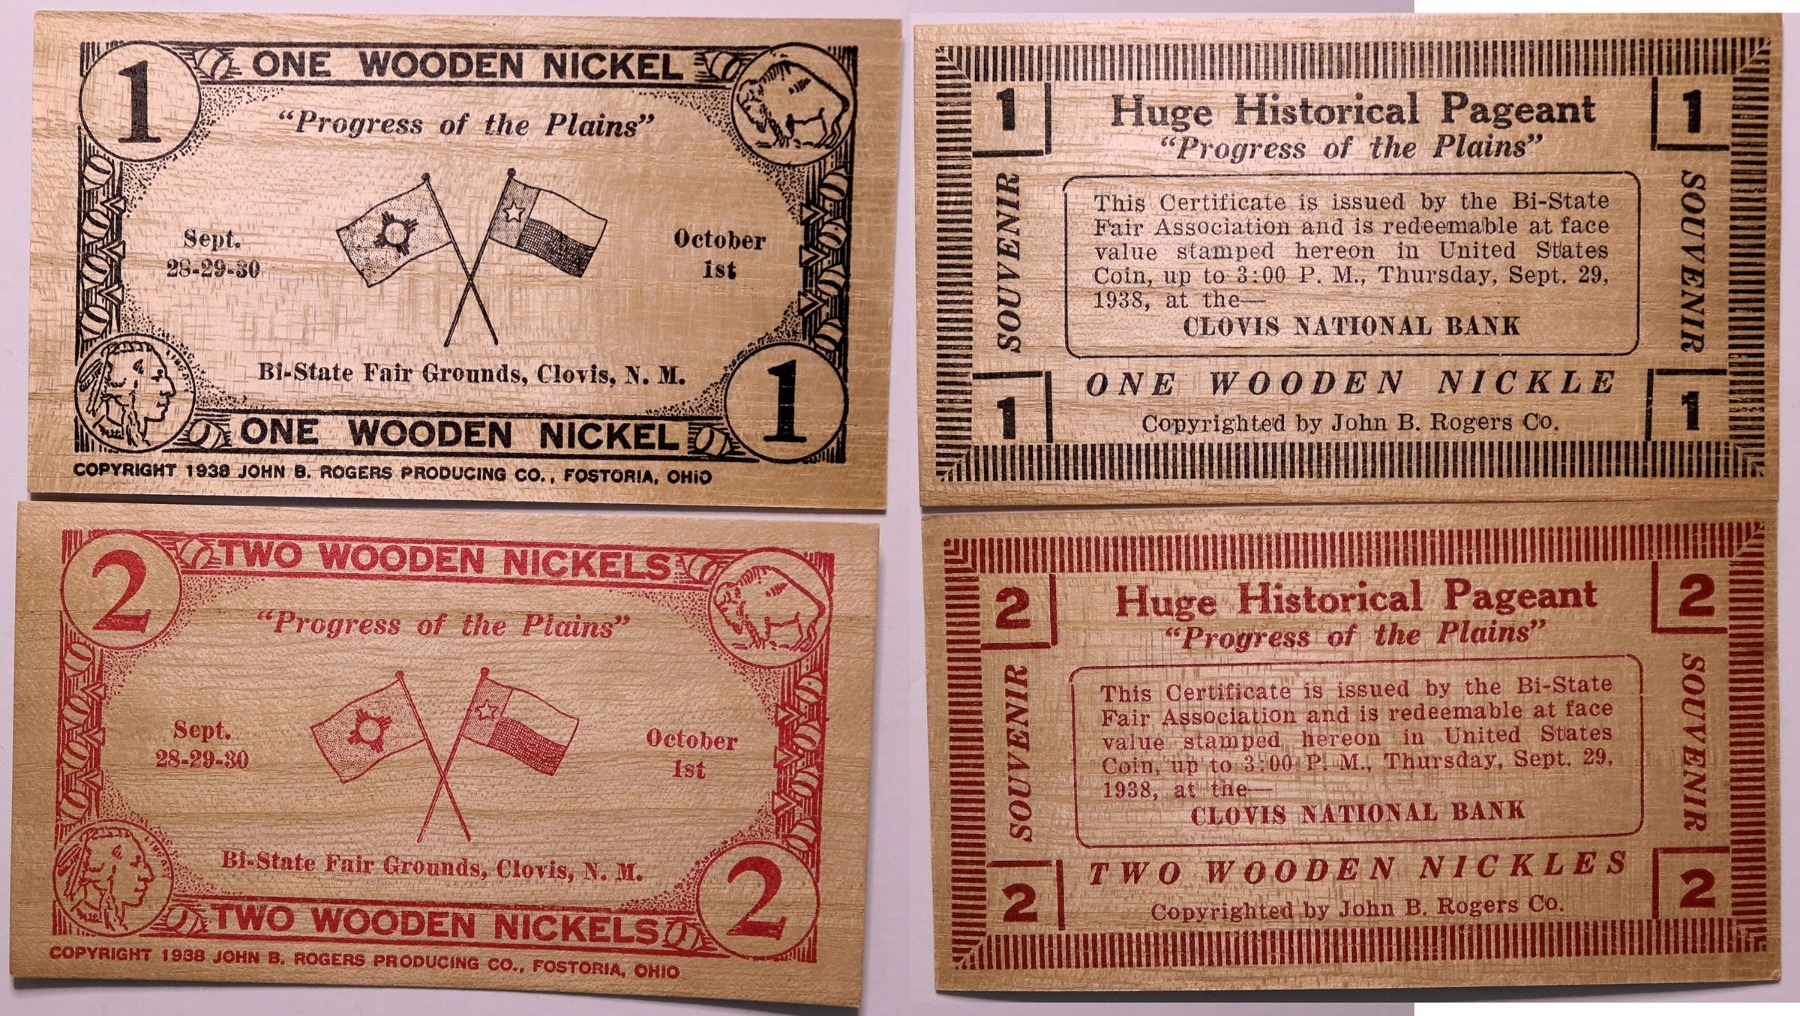 1
ONE WOODEN NICKEL
"Progress of the Plains"
Sept.
28-29-30
October
1st
Bi-State Fair Grounds, Clovis, N. M.
ONE WOODEN NICKEL
1
COPYRIGHT 1938 JOHN B. ROGERS PRODUCING CO., FOSTORIA, OHIO
1
1
Huge Historical Pageant
"Progress of the Plains"
SOUVENIR
This Certificate is issued by the Bi-State
Fair Association and is redeemable at face
value stamped hereon in United States
Coin, up to 3:00 P. M., Thursday, Sept. 29,
1938, at the—
CLOVIS NATIONAL BANK
SOUVENIR
ONE WOODEN NICKLE
1
1
Copyrighted by John B. Rogers Co.
2
TWO WOODEN NICKELS
"Progress of the Plains"
Sept.
28-29-30
October
1st
Bi-State Fair Grounds, Clovis, N. M.
TWO WOODEN NICKELS
2
COPYRIGHT 1938 JOHN B. ROGERS PRODUCING CO., FOSTORIA, OHIO
2
2
Huge Historical Pageant
"Progress of the Plains"
SOUVENIR
This Certificate is issued by the Bi-State
Fair Association and is redeemable at face
value stamped hereon in United States
Coin, up to 3:00 P. M., Thursday, Sept. 29,
1938, at the—
CLOVIS NATIONAL BANK
SOUVENIR
TWO WOODEN NICKLES
2
2
Copyrighted by John B. Rogers Co.